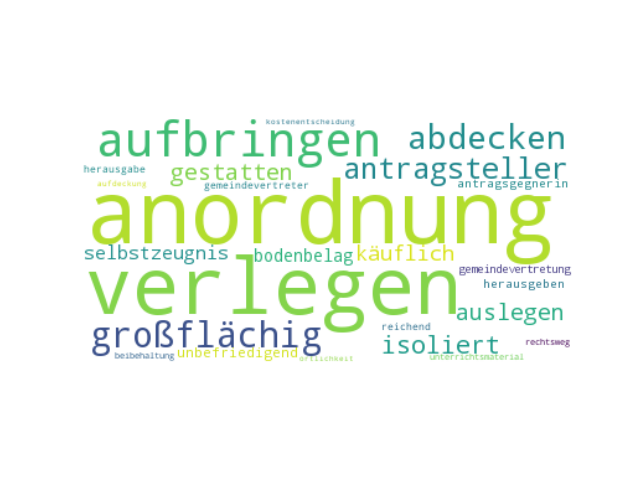 kostenentscheidung
aufbringen abdecken
herausgabe gestatten antragsteller
aufdeckung gemeindevertreter antragsgegnerin
anordnung
selbstzeugnis bodenbelag käuflich
verlegen gemeindevertretung
herausgeben
auslegen
großflächig reichend
isoliert rechtsweg
beibehaltung unbefriedigend örtlichkeit unterrichtsmaterial